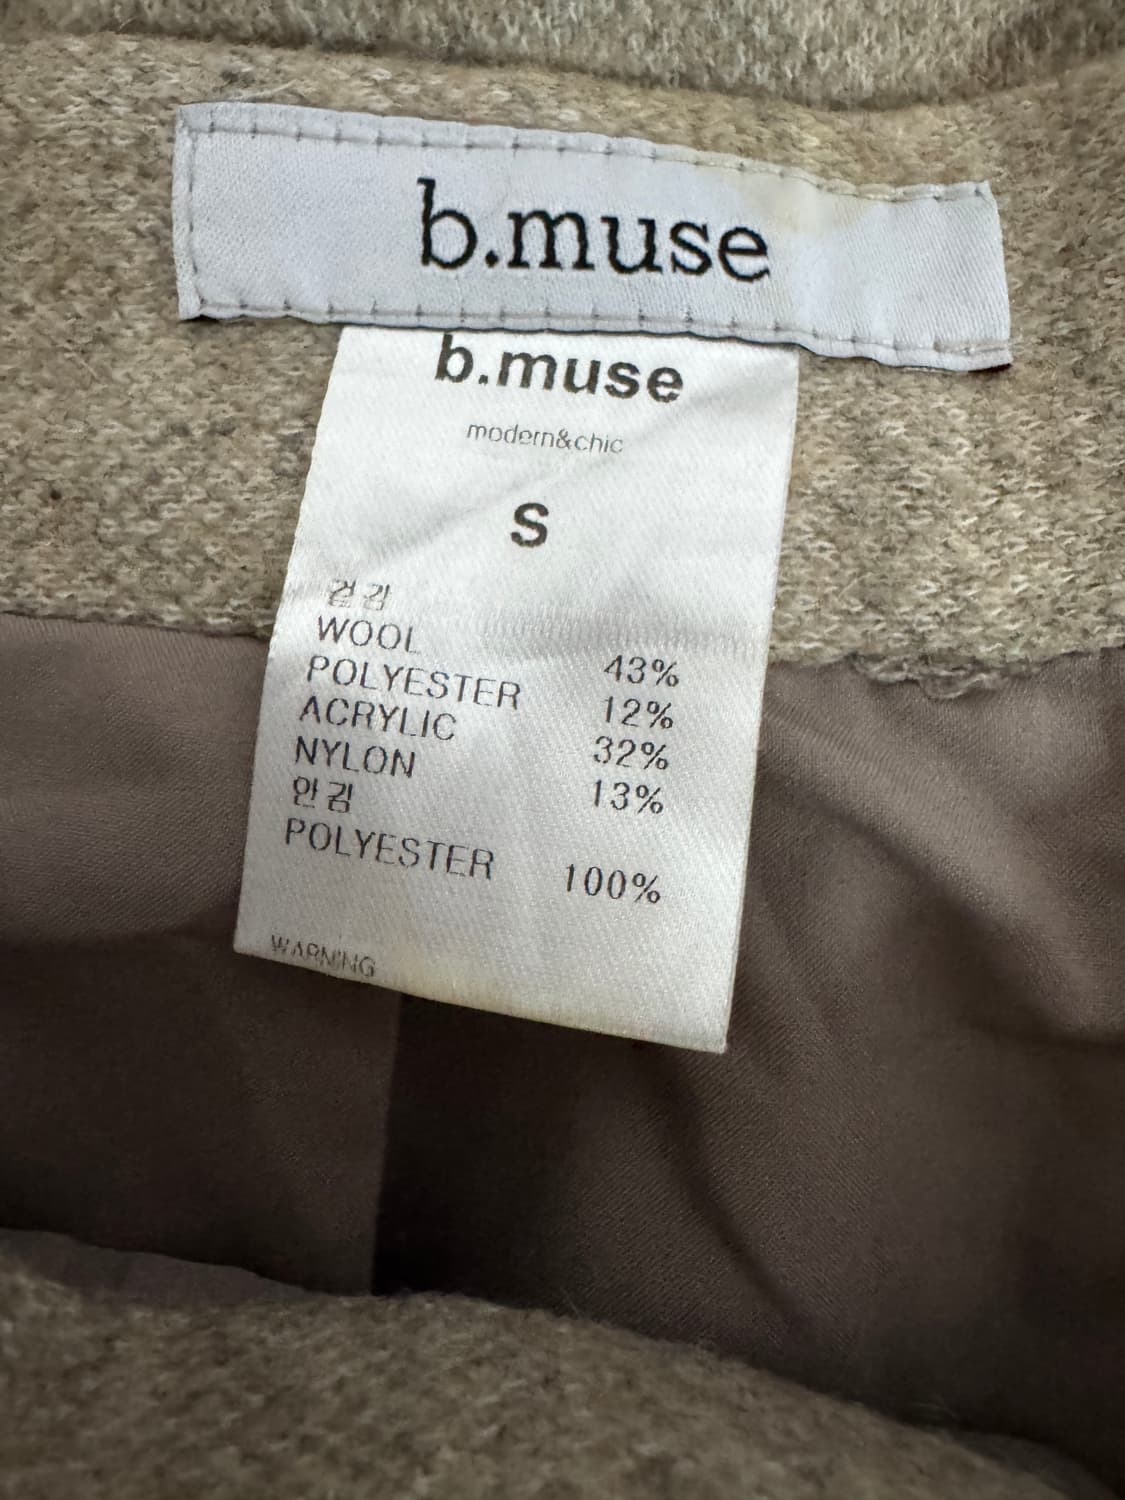 b.muse
b.muse
modern&chic
S
겉감
WOOL 43%
POLYESTER 12%
ACRYLIC 32%
NYLON 13%
안감
POLYESTER 100%
WARNING